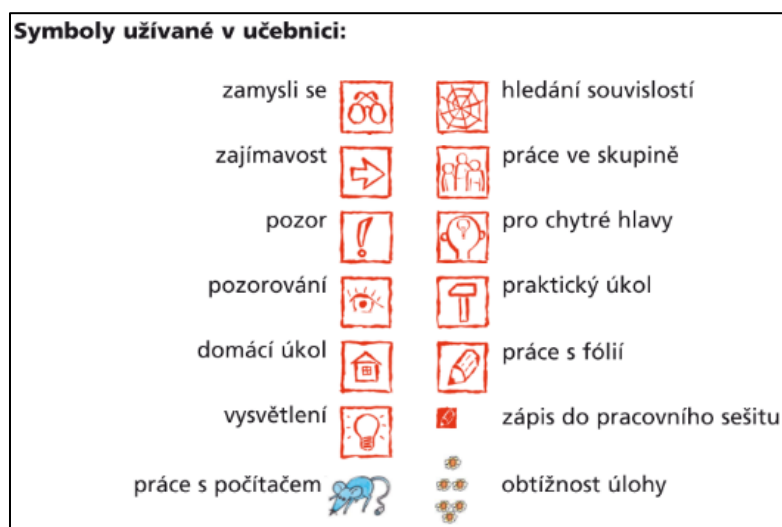 Symboly užívané v učebnici:
zamysli se
hledání souvislostí
zajímavost
práce ve skupině
pozor
pro chytré hlavy
pozorování
praktický úkol
domácí úkol
práce s fólií
vysvětlení
zápis do pracovního sešitu
práce s počítačem
obtížnost úlohy